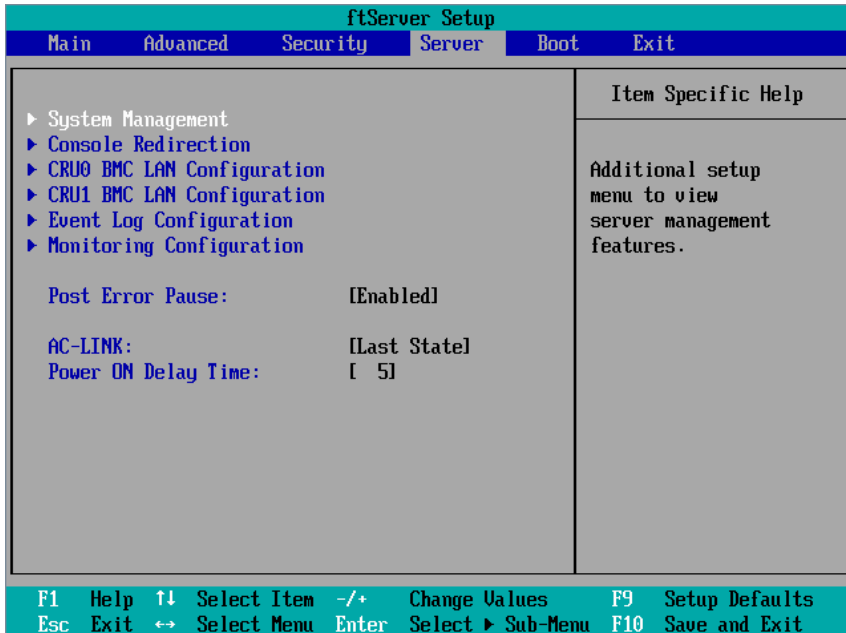 ftServer Setup
Main Advanced Security Server Boot Exit
▶ System Management
▶ Console Redirection
▶ CRU0 BMC LAN Configuration
▶ CRU1 BMC LAN Configuration
▶ Event Log Configuration
▶ Monitoring Configuration
Post Error Pause: [Enabled]
AC-LINK: [Last State]
Power ON Delay Time: [ 5]
Item Specific Help
Additional setup
menu to view
server management
features.
F1 Help ↑↓ Select Item -/+ Change Values F9 Setup Defaults
Esc Exit ↔ Select Menu Enter Select ▶ Sub-Menu F10 Save and Exit